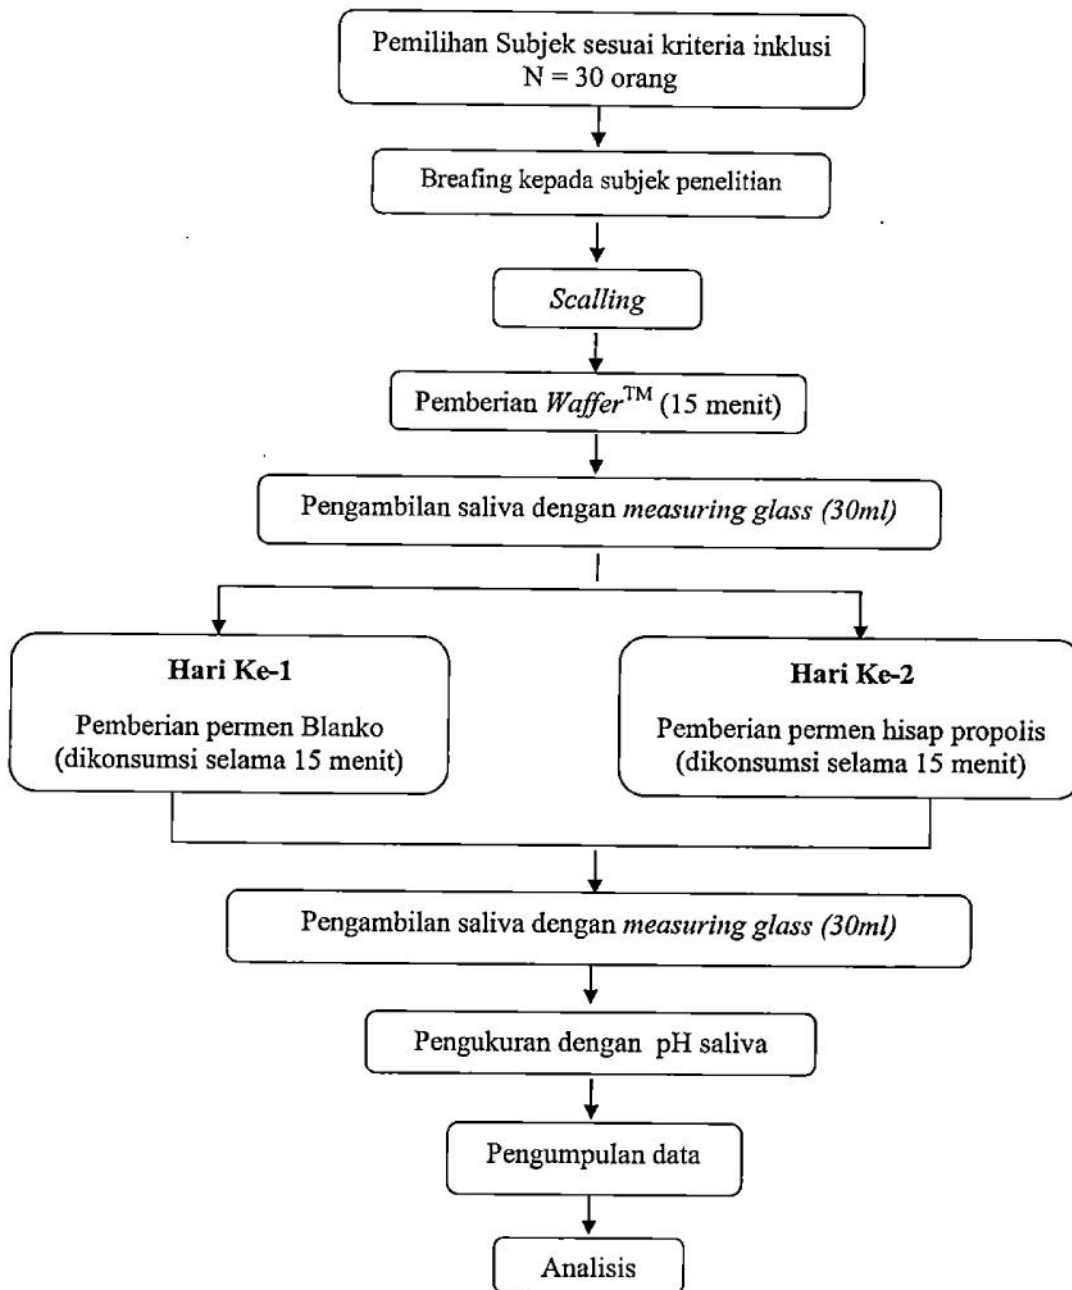 Pemilihan Subjek sesuai kriteria inklusi
N = 30 orang
Breafing kepada subjek penelitian
Scalling
Pemberian Waffer™ (15 menit)
Pengambilan saliva dengan measuring glass (30ml)
Hari Ke-1
Pemberian permen Blanko
(dikonsumsi selama 15 menit)
Hari Ke-2
Pemberian permen hisap propolis
(dikonsumsi selama 15 menit)
Pengambilan saliva dengan measuring glass (30ml)
Pengukuran dengan pH saliva
Pengumpulan data
Analisis